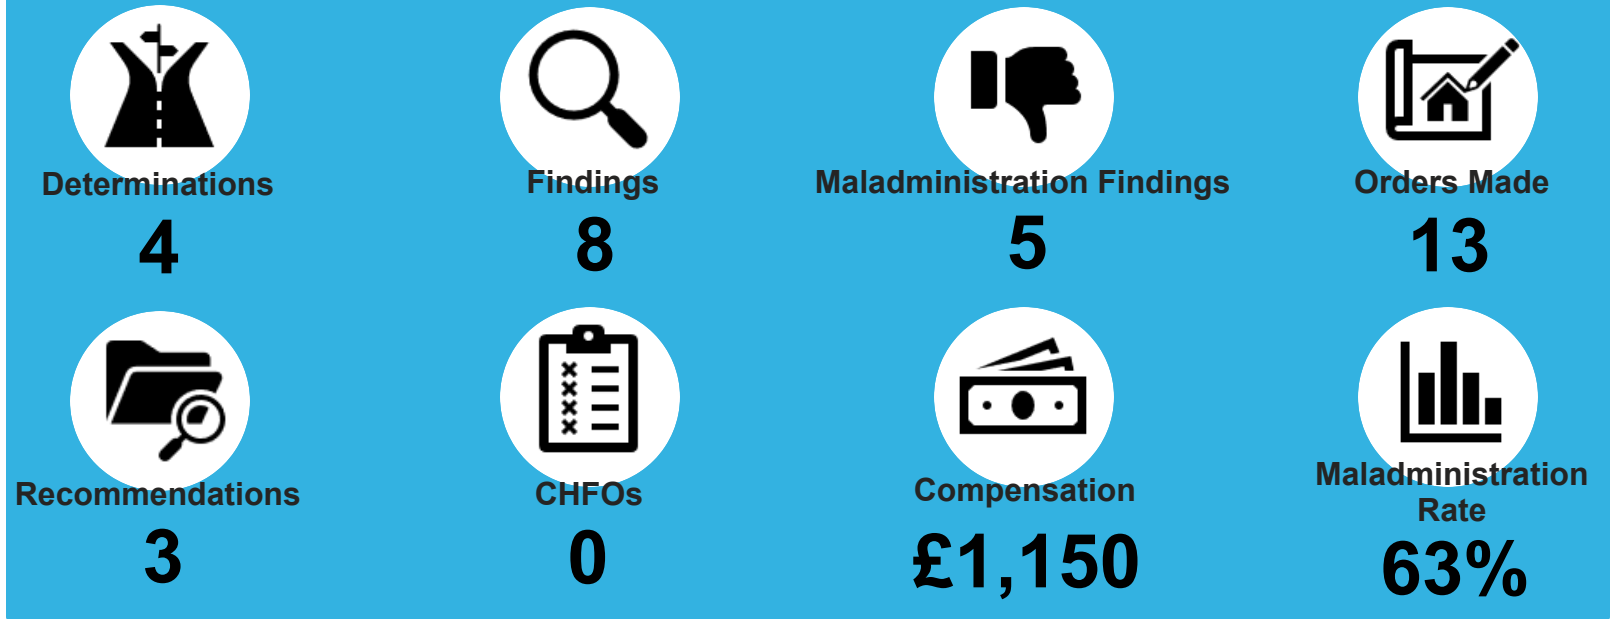 Determinations
4
Findings
8
Maladministration Findings
5
Orders Made
13
Recommendations
3
CHFOs
0
Compensation
£1,150
Maladministration
Rate
63%